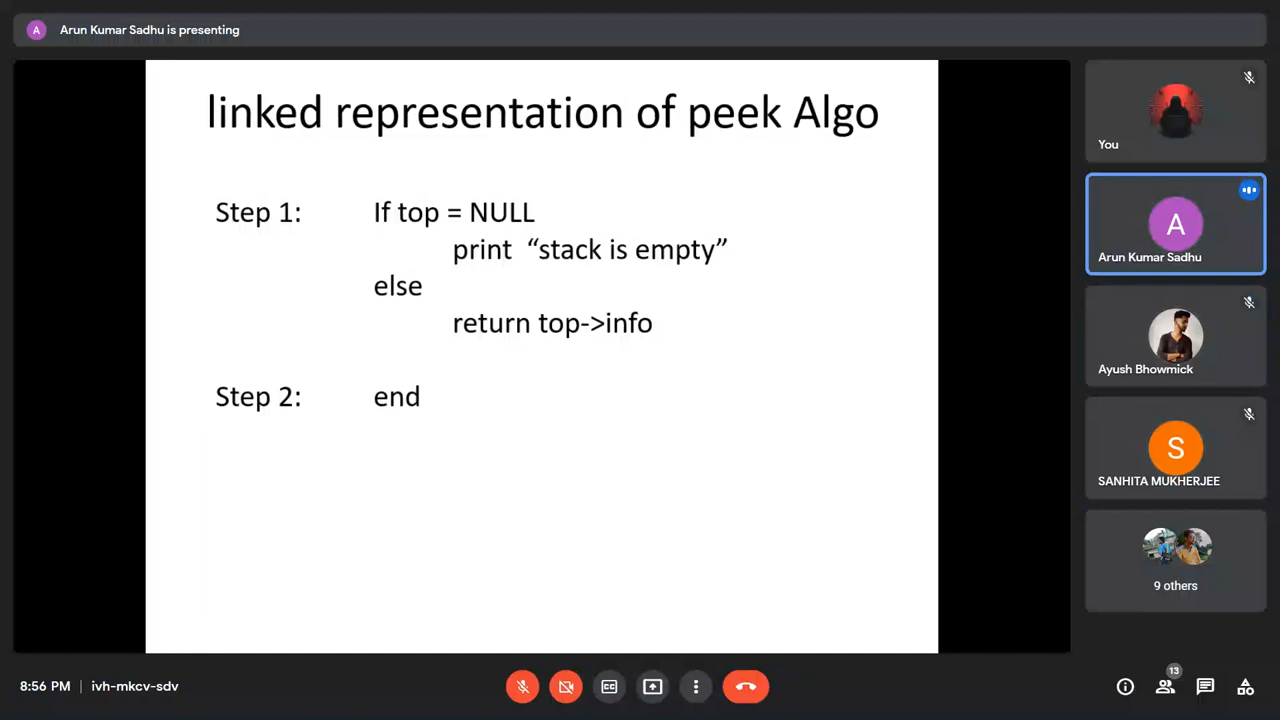 A Arun Kumar Sadhu is presenting
linked representation of peek Algo
Step 1: If top = NULL
print “stack is empty”
else
return top->info
Step 2: end
You
A
Arun Kumar Sadhu
Ayush Bhowmick
S
SANHITA MUKHERJEE
9 others
8:56 PM | ivh-mkcv-sdv
CC
13